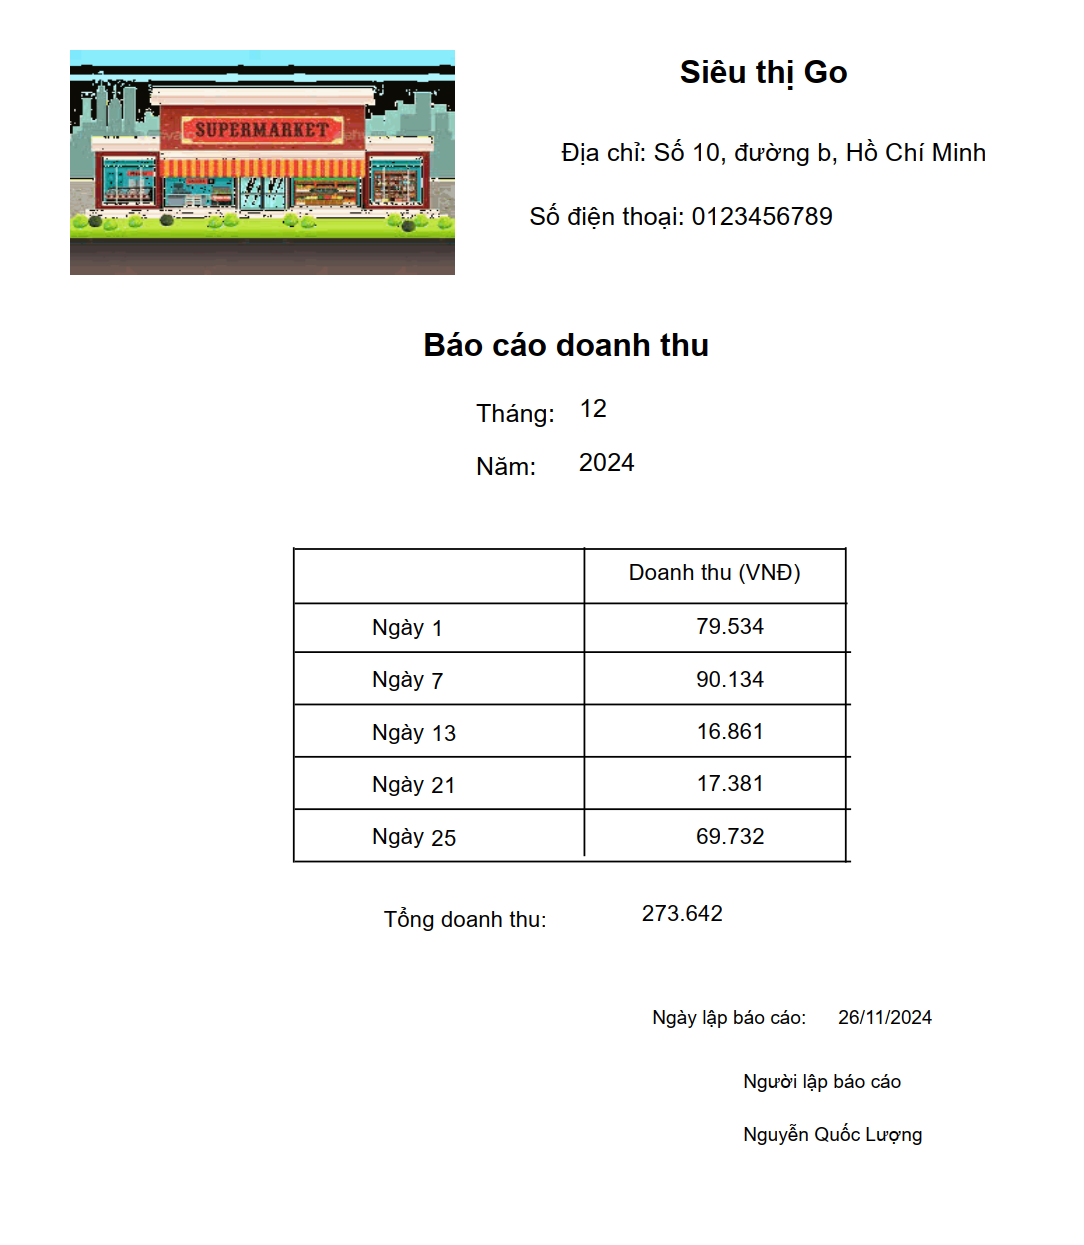 SUPERMARKET
Siêu thị Go
Địa chỉ: Số 10, đường b, Hồ Chí Minh
Số điện thoại: 0123456789
Báo cáo doanh thu
Tháng: 12
Năm: 2024
Doanh thu (VNĐ)
Ngày 1 79.534
Ngày 7 90.134
Ngày 13 16.861
Ngày 21 17.381
Ngày 25 69.732
Tổng doanh thu: 273.642
Ngày lập báo cáo: 26/11/2024
Người lập báo cáo
Nguyễn Quốc Lượng